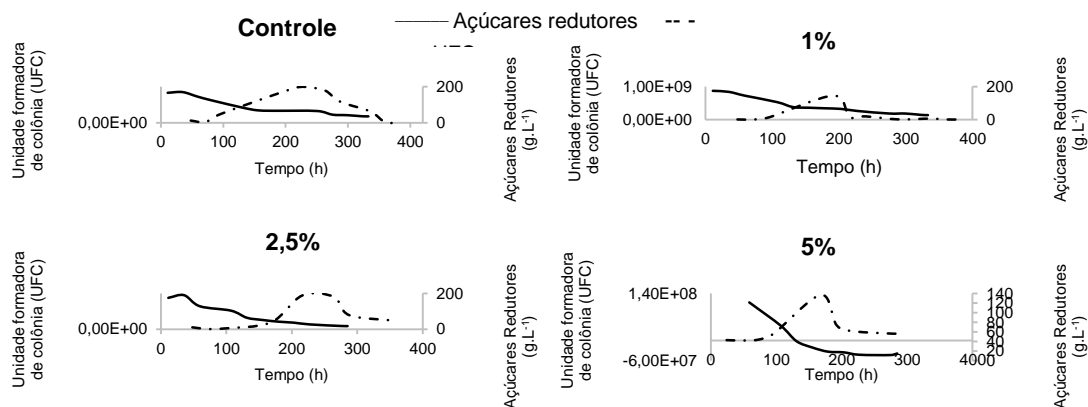 Açúcares redutores
Controle
Unidade formadora
de colônia (UFC)
0,00E+00
200
0
0 100 200 300 400
Tempo (h)
Açúcares Redutores
(g.L⁻¹)
1%
Unidade formadora
de colônia (UFC)
1,00E+09
0,00E+00
200
100
0
0 100 200 300 400
Tempo (h)
Açúcares Redutores
(g.L⁻¹)
2,5%
Unidade formadora
de colônia (UFC)
0,00E+00
200
0
0 100 200 300 400
Tempo (h)
Açúcares Redutores
(g.L⁻¹)
5%
Unidade formadora
de colônia (UFC)
1,40E+08
-6,00E+07
140
120
100
80
60
40
20
0 100 200 300 400
Tempo (h)
Açúcares Redutores
(g.L⁻¹)